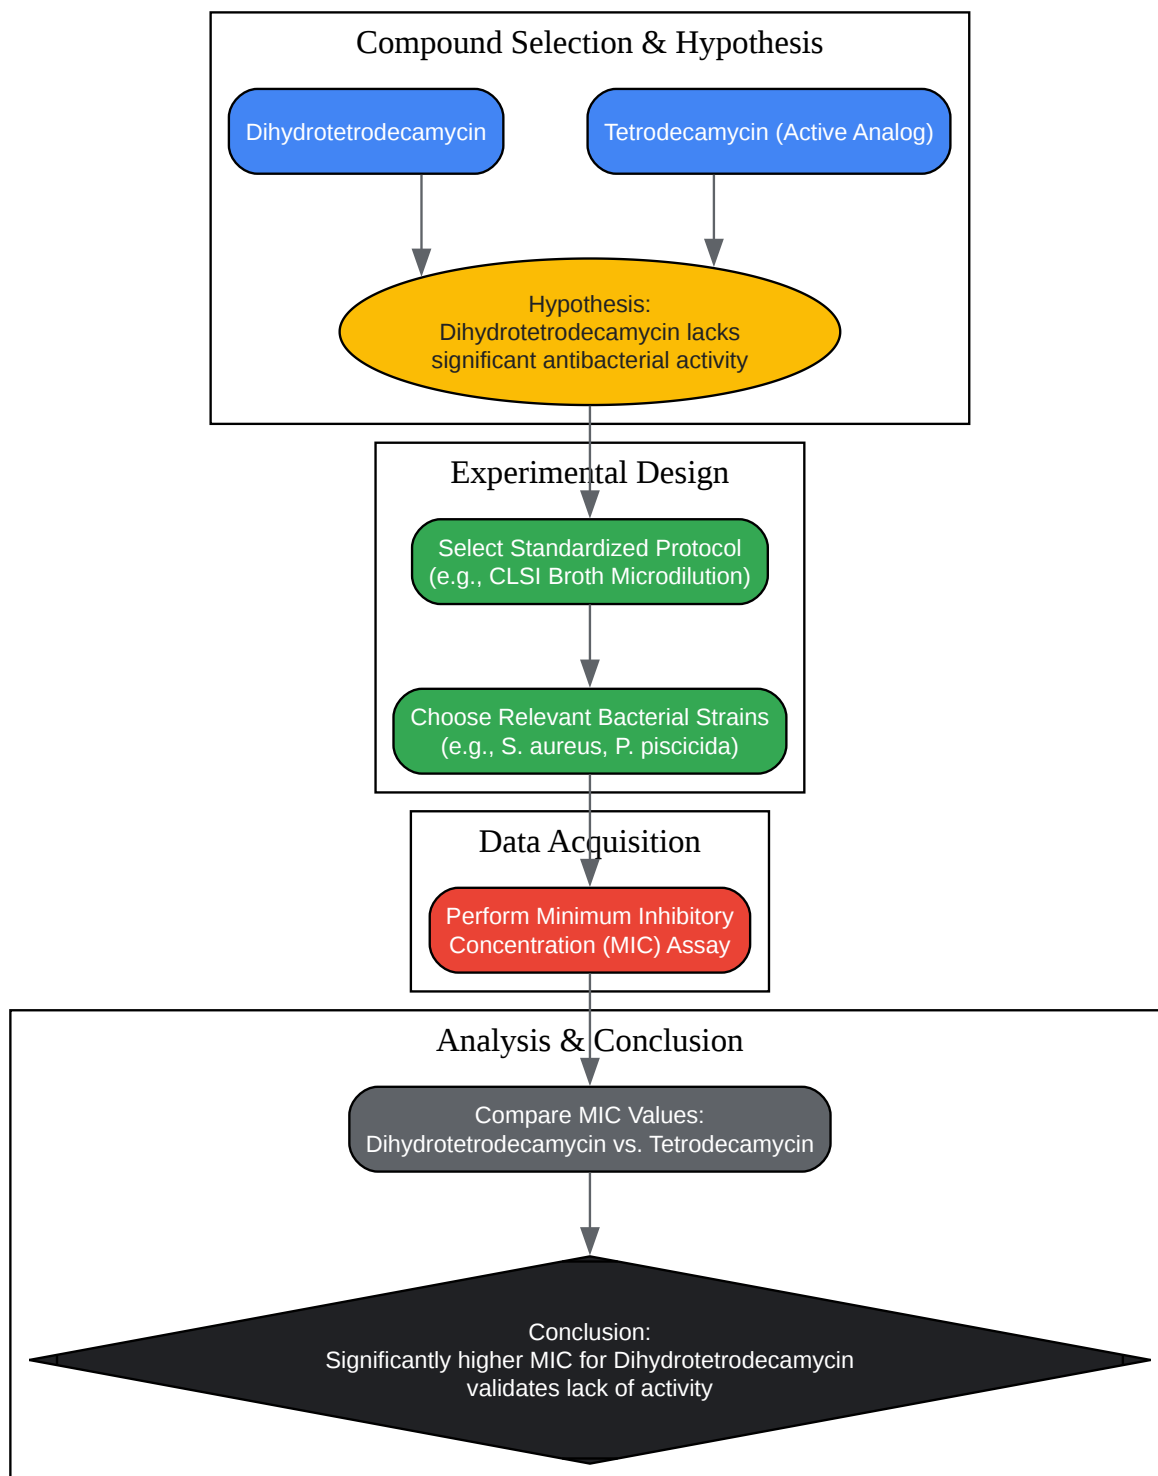 Compound Selection & Hypothesis
Dihydrotetrodecamycin
Tetrodecamycin (Active Analog)
Hypothesis:
Dihydrotetrodecamycin lacks
significant antibacterial activity
Experimental Design
Select Standardized Protocol
(e.g., CLSI Broth Microdilution)
Choose Relevant Bacterial Strains
(e.g., S. aureus, P. piscicida)
Data Acquisition
Perform Minimum Inhibitory
Concentration (MIC) Assay
Analysis & Conclusion
Compare MIC Values:
Dihydrotetrodecamycin vs. Tetrodecamycin
Conclusion:
Significantly higher MIC for Dihydrotetrodecamycin
validates lack of activity